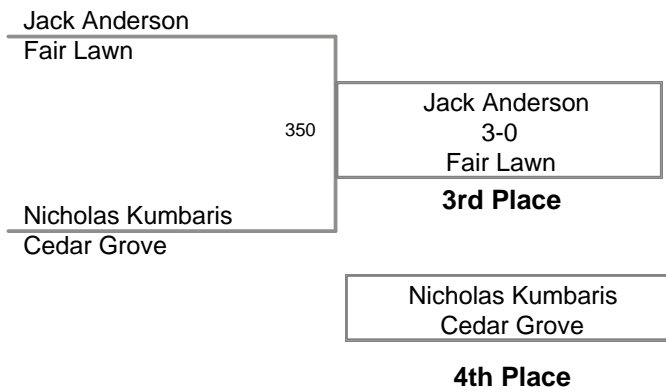 Jack Anderson
Fair Lawn
350
Jack Anderson
3-0
Fair Lawn
3rd Place
Nicholas Kumbaris
Cedar Grove
Nicholas Kumbaris
Cedar Grove
4th Place